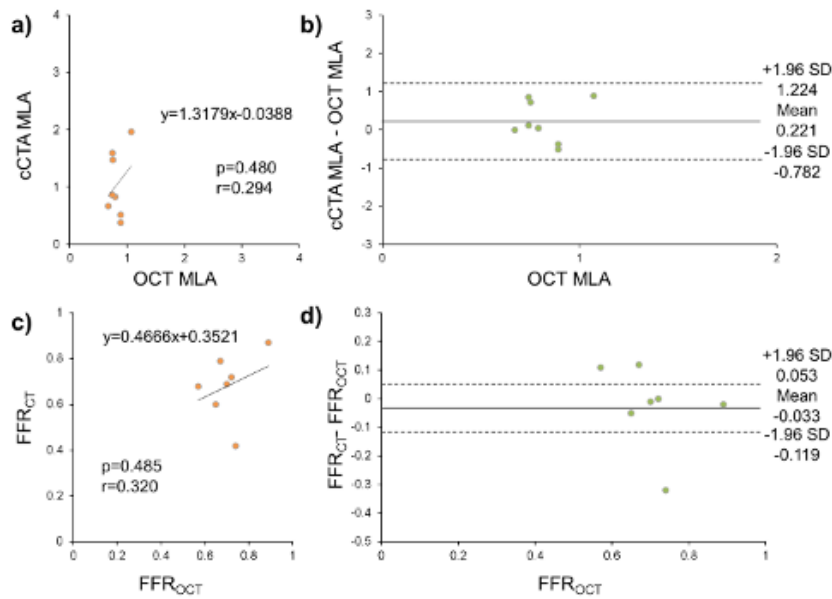 a)
4
3
2
1
0
0
1
2
3
4
cCTA MLA
OCT MLA
y=1.3179x-0.0388
p=0.480
r=0.294
b)
3
2
1
0
-1
-2
-3
1
2
cCTA MLA - OCT MLA
OCT MLA
+1.96 SD
1.224
Mean
0.221
-1.96 SD
-0.782
c)
1
0.8
0.6
0.4
0.2
0
0
0.2
0.4
0.6
0.8
1
FFRCT
FFROCT
y=0.4666x+0.3521
p=0.485
r=0.320
d)
0.3
0.2
0.1
0
-0.1
-0.2
-0.3
-0.4
-0.5
0
0.2
0.4
0.6
0.8
1
FFRCT- FFROCT
FFROCT
+1.96 SD
0.053
Mean
-0.033
-1.96 SD
-0.119